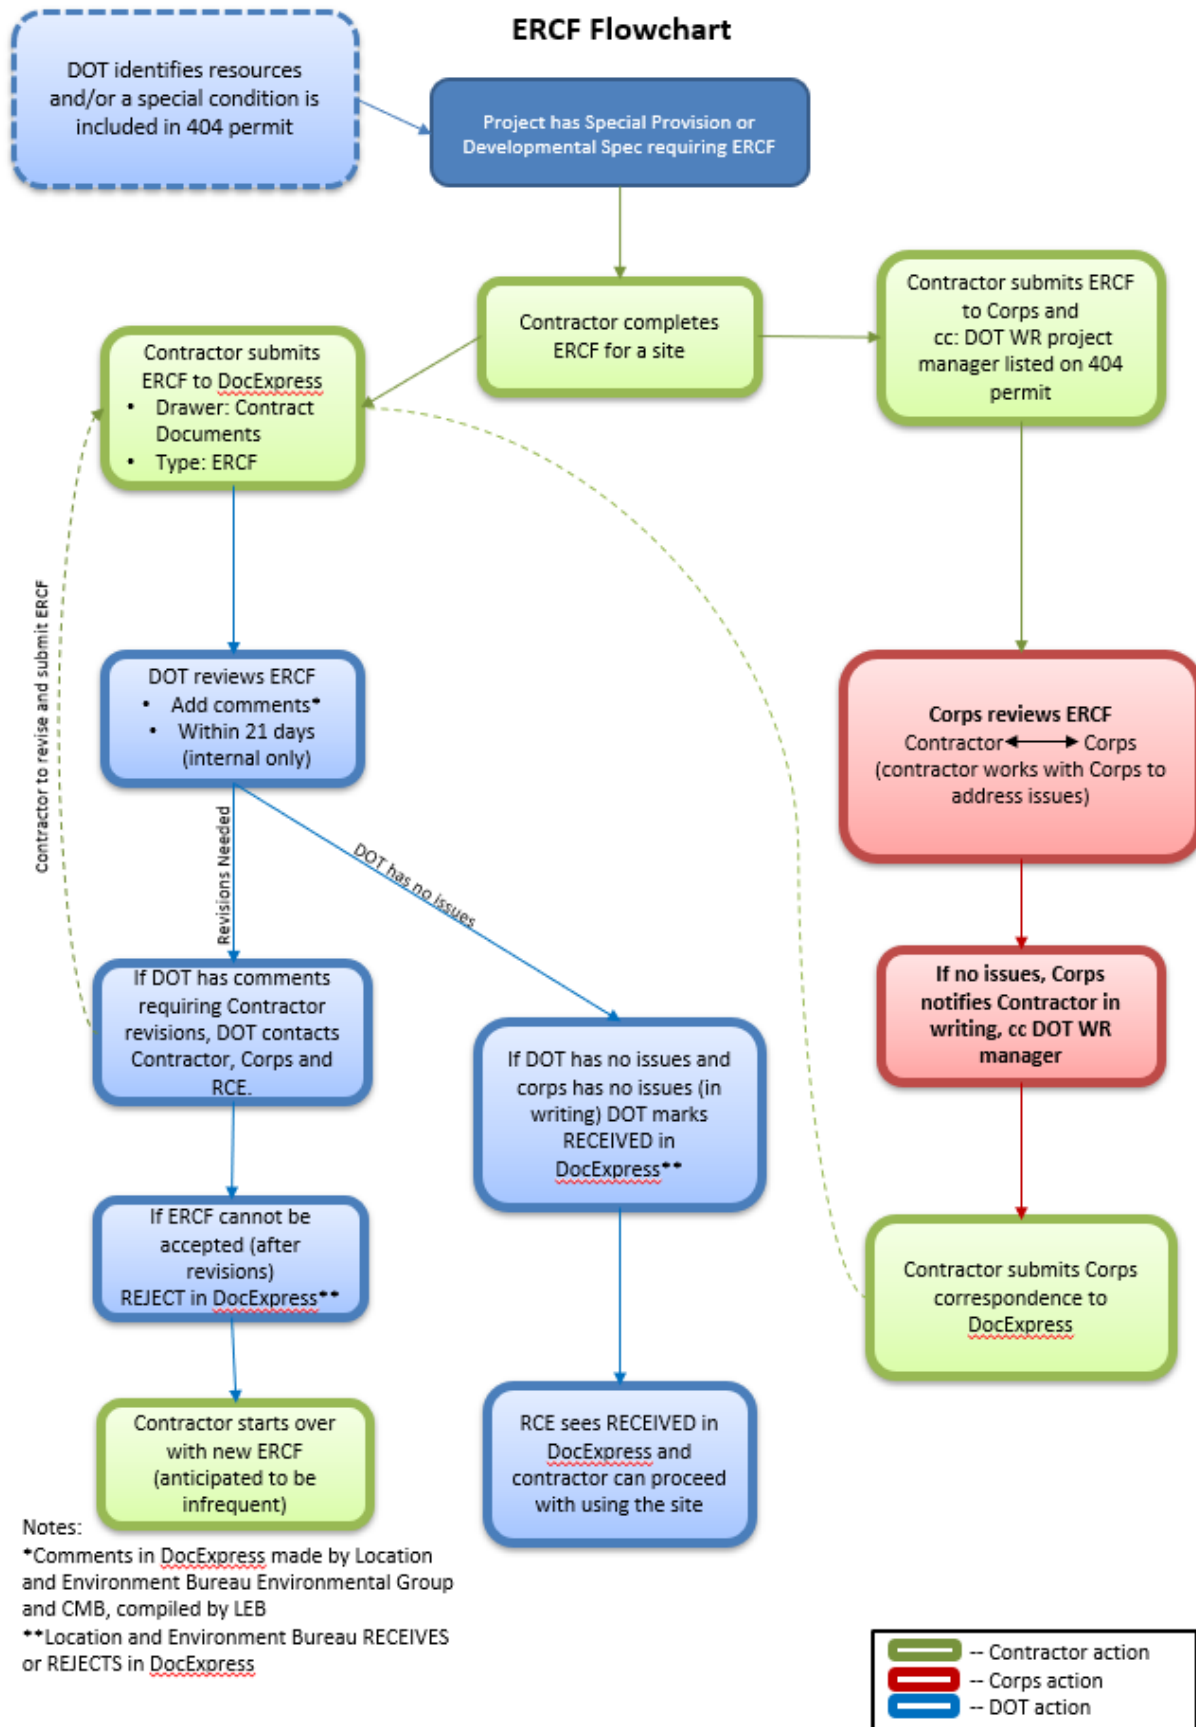 ERCF Flowchart
DOT identifies resources
and/or a special condition is
included in 404 permit
Project has Special Provision or
Developmental Spec requiring ERCF
Contractor completes
ERCF for a site
Contractor submits ERCF
to Corps and
cc: DOT WR project
manager listed on 404
permit
Contractor submits
ERCF to DocExpress
• Drawer: Contract
Documents
• Type: ERCF
Contractor to revise and submit ERCF
DOT reviews ERCF
• Add comments*
• Within 21 days
(internal only)
Corps reviews ERCF
Contractor Corps
(contractor works with Corps to
address issues)
Revisions Needed
DOT has no issues
If DOT has comments
requiring Contractor
revisions, DOT contacts
Contractor, Corps and
RCE.
If no issues, Corps
notifies Contractor in
writing, cc DOT WR
manager
If DOT has no issues and
corps has no issues (in
writing) DOT marks
RECEIVED in
DocExpress**
If ERCF cannot be
accepted (after
revisions)
REJECT in DocExpress**
Contractor submits Corps
correspondence to
DocExpress
Contractor starts over
with new ERCF
(anticipated to be
infrequent)
RCE sees RECEIVED in
DocExpress and
contractor can proceed
with using the site
Notes:
*Comments in DocExpress made by Location
and Environment Bureau Environmental Group
and CMB, compiled by LEB
**Location and Environment Bureau RECEIVES
or REJECTS in DocExpress
-- Contractor action
-- Corps action
-- DOT action